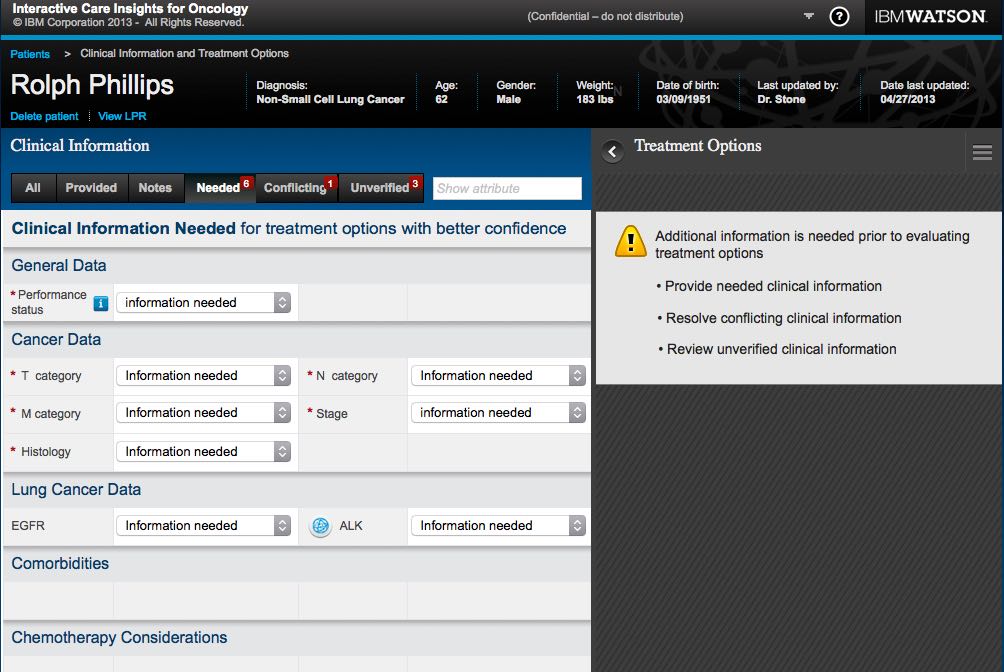 Interactive Care Insights for Oncology
© IBM Corporation 2013 - All Rights Reserved.
(Confidential – do not distribute)
?
IBMWATSON
Patients > Clinical Information and Treatment Options
Rolph Phillips
Diagnosis:
Non-Small Cell Lung Cancer
Age:
62
Gender:
Male
Weight:
183 lbs
Date of birth:
03/09/1951
Last updated by:
Dr. Stone
Date last updated:
04/27/2013
Delete patient
View LPR
Clinical Information
All
Provided
Notes
Needed 6
Conflicting 1
Unverified 3
Show attribute
Clinical Information Needed for treatment options with better confidence
General Data
* Performance
status
i
information needed
Cancer Data
* T category
Information needed
* N category
Information needed
* M category
Information needed
* Stage
information needed
* Histology
Information needed
Lung Cancer Data
EGFR
Information needed
ALK
Information needed
Comorbidities
Chemotherapy Considerations
Treatment Options
!
Additional information is needed prior to evaluating
treatment options
• Provide needed clinical information
• Resolve conflicting clinical information
• Review unverified clinical information